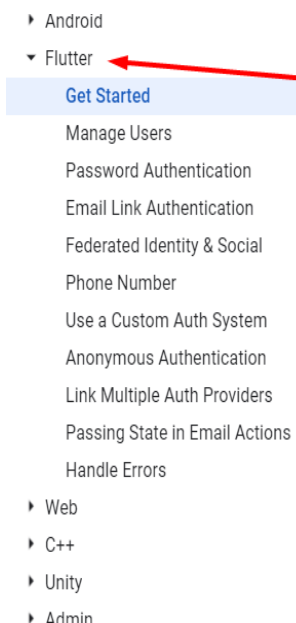 Android
Flutter
Get Started
Manage Users
Password Authentication
Email Link Authentication
Federated Identity & Social
Phone Number
Use a Custom Auth System
Anonymous Authentication
Link Multiple Auth Providers
Passing State in Email Actions
Handle Errors
Web
C++
Unity
Admin